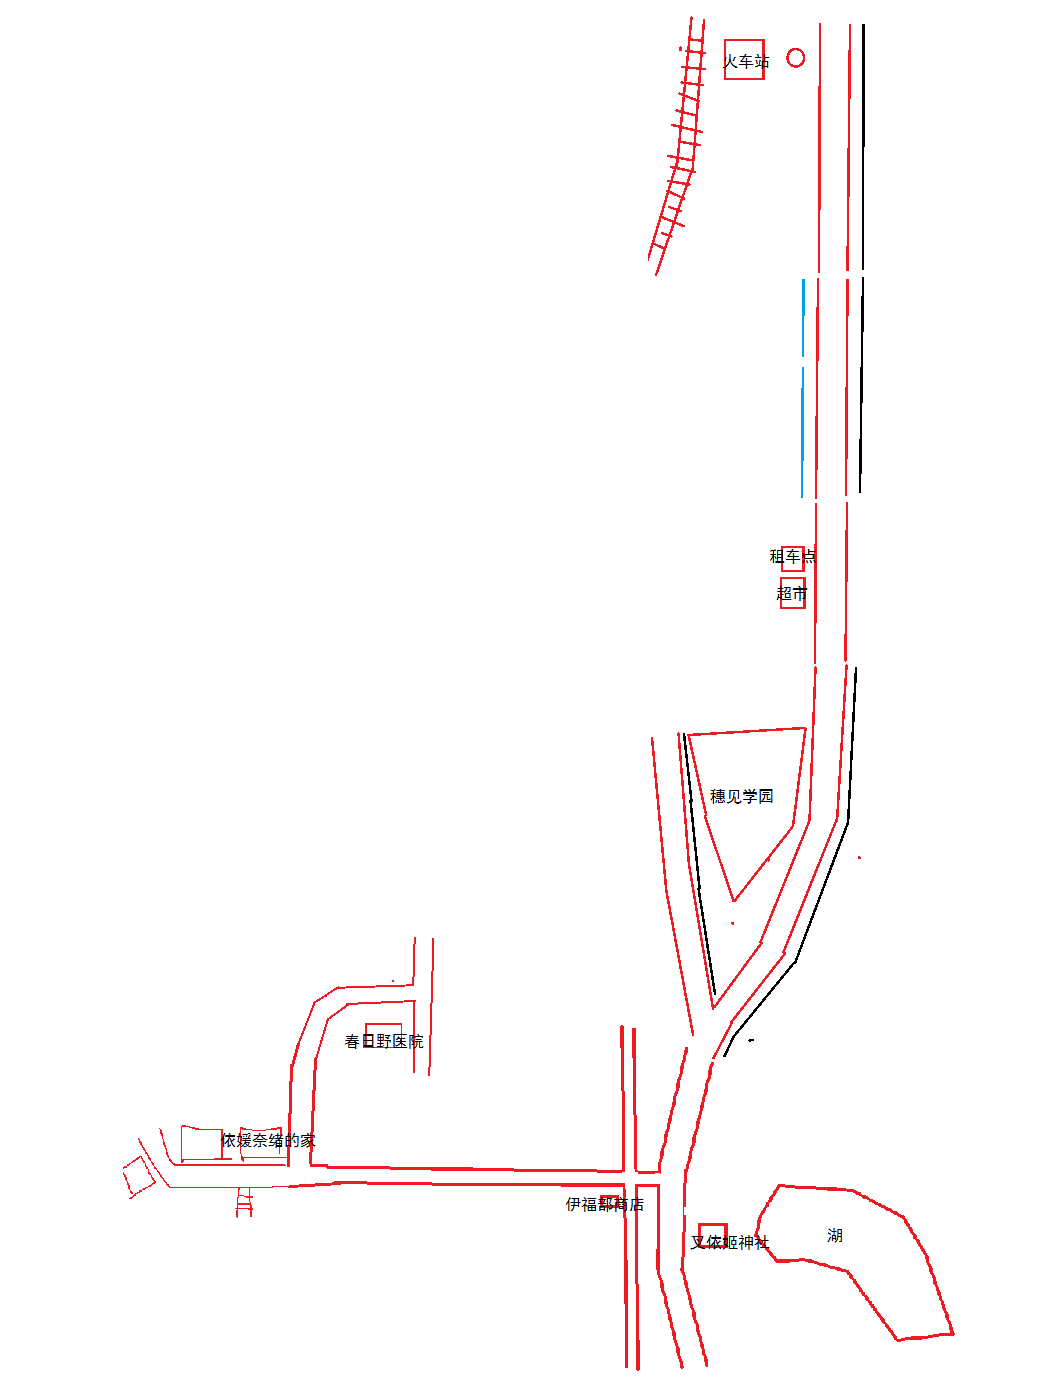 火车站
租车点
超市
穗见学园
春日野医院
依媛奈绪的家
伊福部商店
叉依姬神社
湖